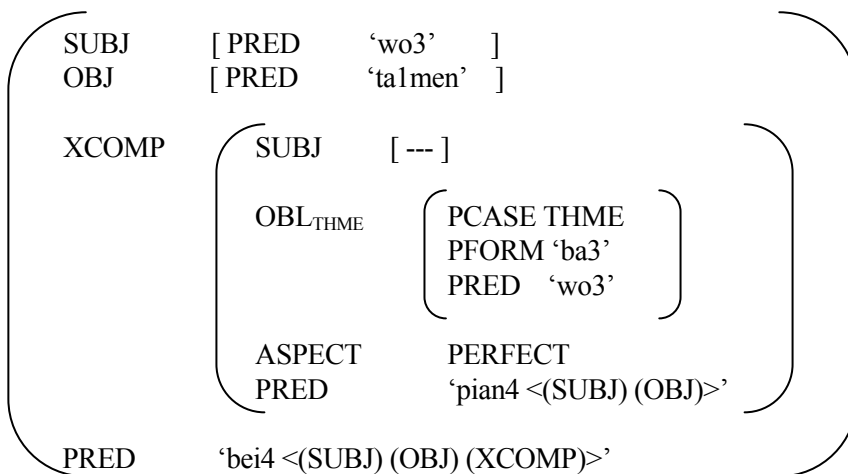 SUBJ [ PRED ‘wo3’ ]
OBJ [ PRED ‘ta1men’ ]
XCOMP SUBJ [ --- ]
OBLTHME PCASE THME
PFORM ‘ba3’
PRED ‘wo3’
ASPECT PERFECT
PRED ‘pian4 <(SUBJ) (OBJ)>’
PRED ‘bei4 <(SUBJ) (OBJ) (XCOMP)>’